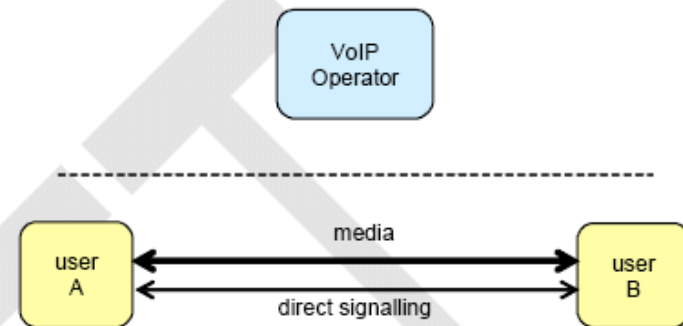 VoIP
Operator
media
user
A
user
B
direct signalling